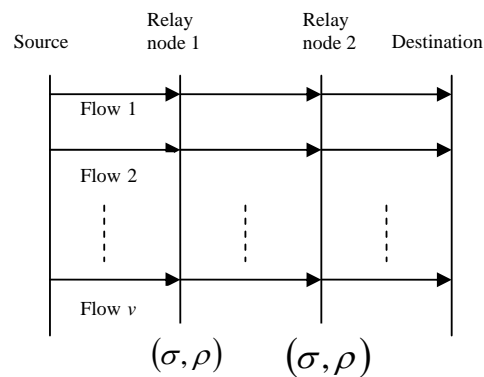 Source
Relay
node 1
Relay
node 2
Destination
Flow 1
Flow 2
Flow v
(σ, ρ)
(σ, ρ)